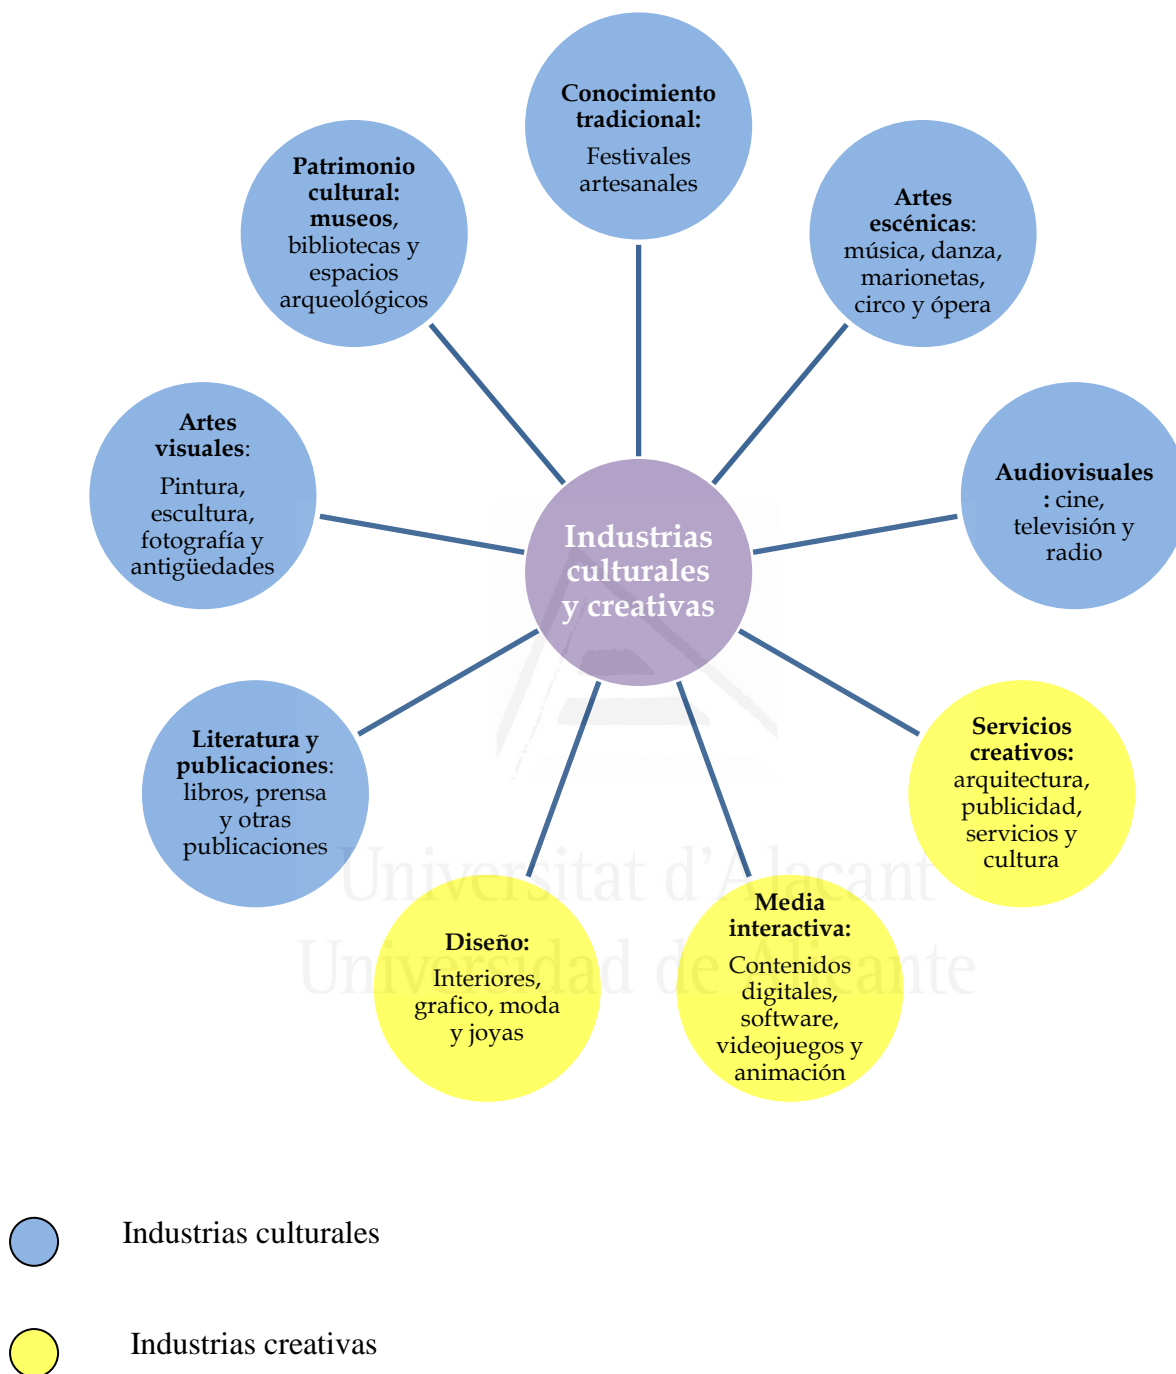 Conocimiento
tradicional:
Festivales
artesanales
Artes
escénicas:
música, danza,
marionetas,
circo y ópera
Audiovisuales
: cine,
televisión y
radio
Servicios
creativos:
arquitectura,
publicidad,
servicios y
cultura
Media
interactiva:
Contenidos
digitales,
software,
videojuegos y
animación
Diseño:
Interiores,
grafico, moda
y joyas
Literatura y
publicaciones:
libros, prensa
y otras
publicaciones
Artes
visuales:
Pintura,
escultura,
fotografía y
antigüedades
Patrimonio
cultural:
museos,
bibliotecas y
espacios
arqueológicos
Industrias
culturales
y creativas
Universitat d'Alacant
Universidad de Alicante
Industrias culturales
Industrias creativas